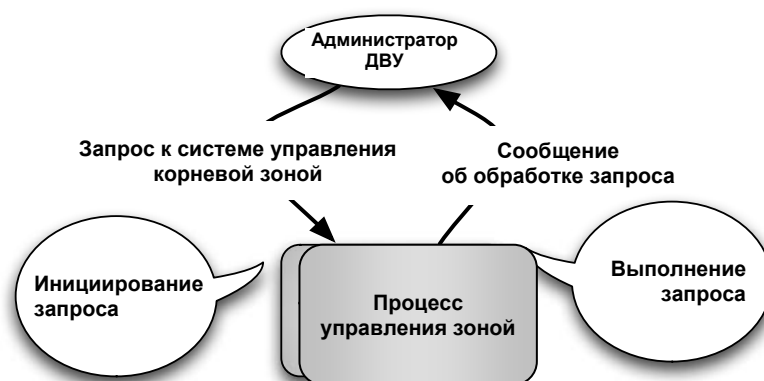 Администратор
ДВУ
Запрос к системе управления
корневой зоной
Сообщение
об обработке запроса
Инициирование
запроса
Процесс
управления зоной
Выполнение
запроса